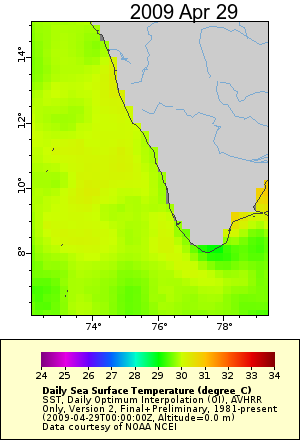 2009 Apr 29
14°
12°
10°
8°
74°
76°
78°
24 25 26 27 28 29 30 31 32 33 34
Daily Sea Surface Temperature (degree_C)
SST, Daily Optimum Interpolation (OI), AVHRR
Only, Version 2, Final+Preliminary, 1981-present
(2009-04-29T00:00:00Z, Altitude=0.0 m)
Data courtesy of NOAA NCEI